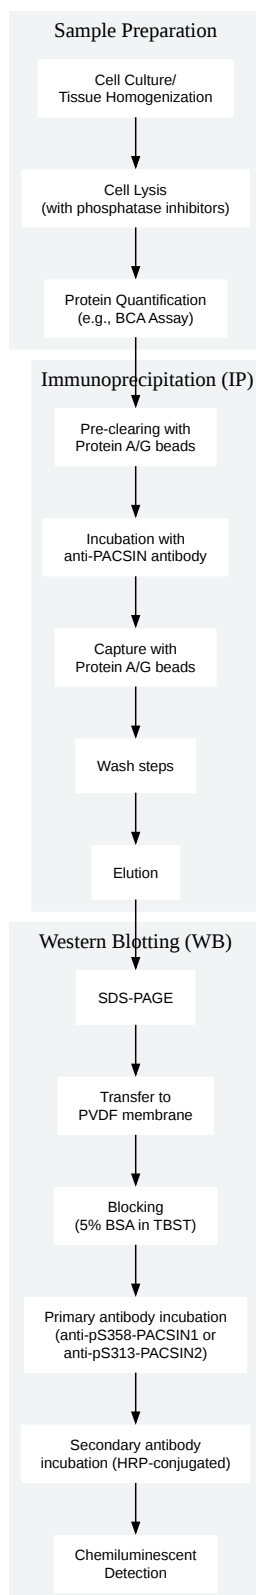 Sample Preparation
Cell Culture/
Tissue Homogenization
Cell Lysis
(with phosphatase inhibitors)
Protein Quantification
(e.g., BCA Assay)
Immunoprecipitation (IP)
Pre-clearing with
Protein A/G beads
Incubation with
anti-PACSIN antibody
Capture with
Protein A/G beads
Wash steps
Elution
Western Blotting (WB)
SDS-PAGE
Transfer to
PVDF membrane
Blocking
(5% BSA in TBST)
Primary antibody incubation
(anti-pS358-PACSIN1 or
anti-pS313-PACSIN2)
Secondary antibody
incubation (HRP-conjugated)
Chemiluminescent
Detection